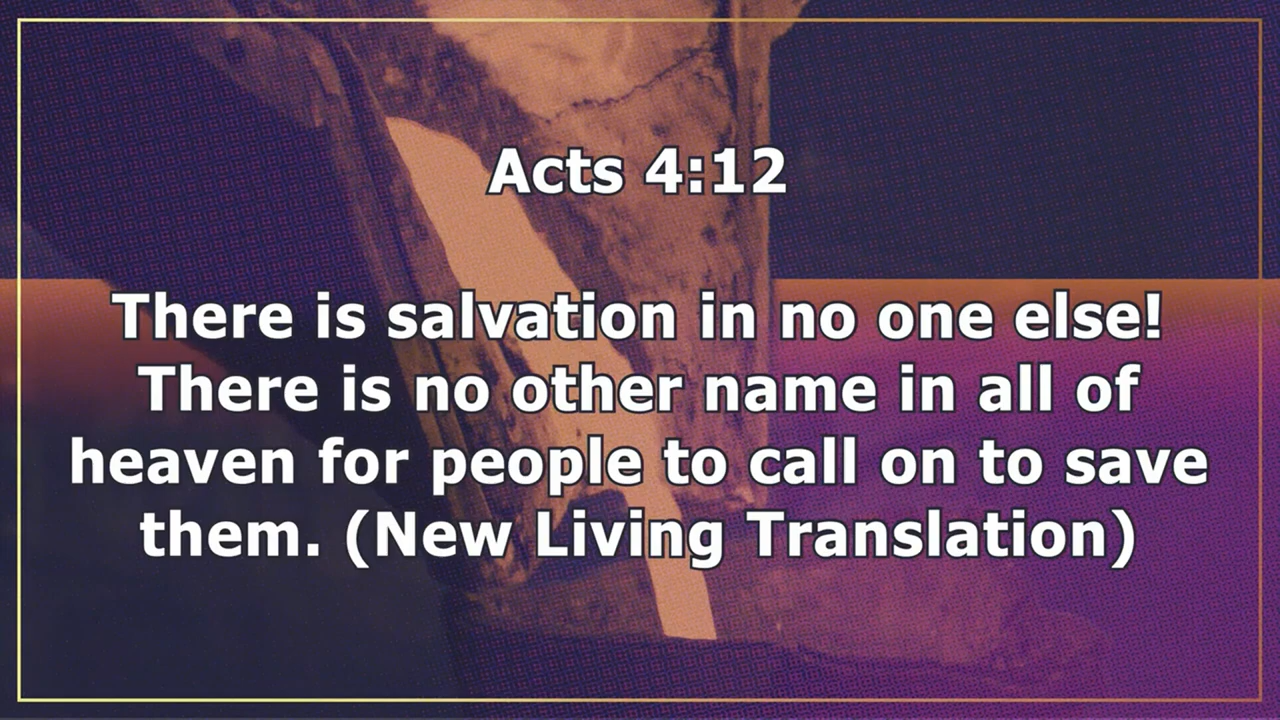 Acts 4:12
There is salvation in no one else!
There is no other name in all of
heaven for people to call on to save
them. (New Living Translation)